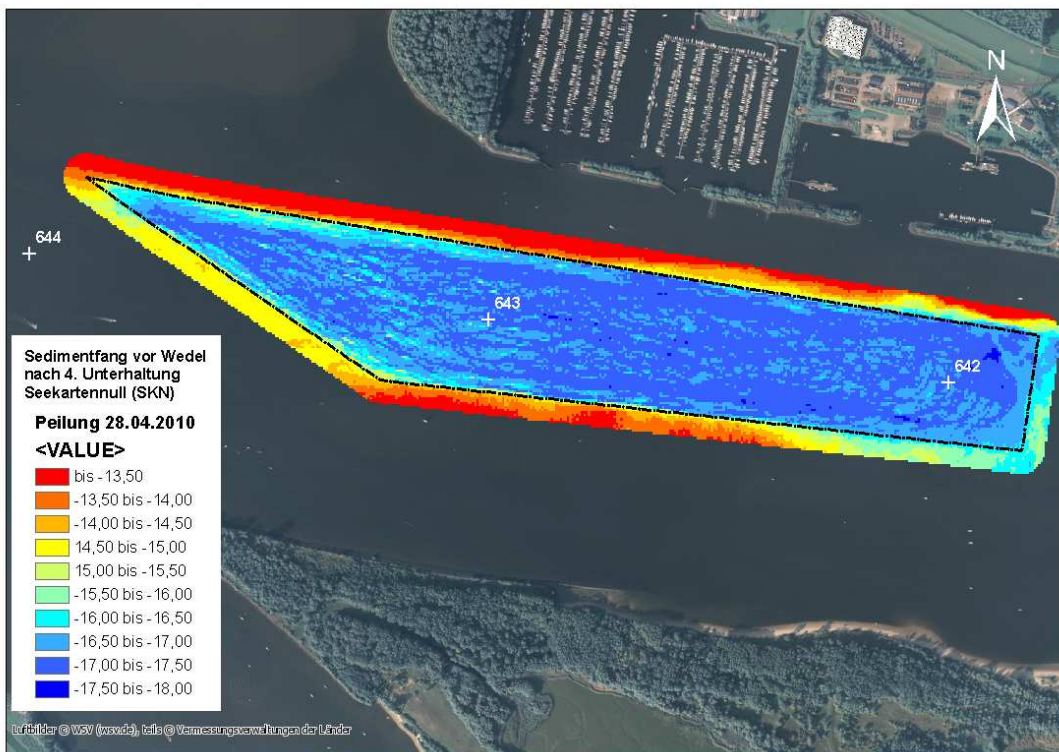 N
644
643
642
Sedimentfang vor Wedel
nach 4. Unterhaltung
Seekartennull (SKN)
Peilung 28.04.2010
<VALUE>
bis -13,50
-13,50 bis -14,00
-14,00 bis -14,50
14,50 bis -15,00
15,00 bis -15,50
-15,50 bis -16,00
-16,00 bis -16,50
-16,50 bis -17,00
-17,00 bis -17,50
-17,50 bis -18,00
Luftbilder © WSV (wsv.de), teils © Vermessungsverwaltungen der Länder